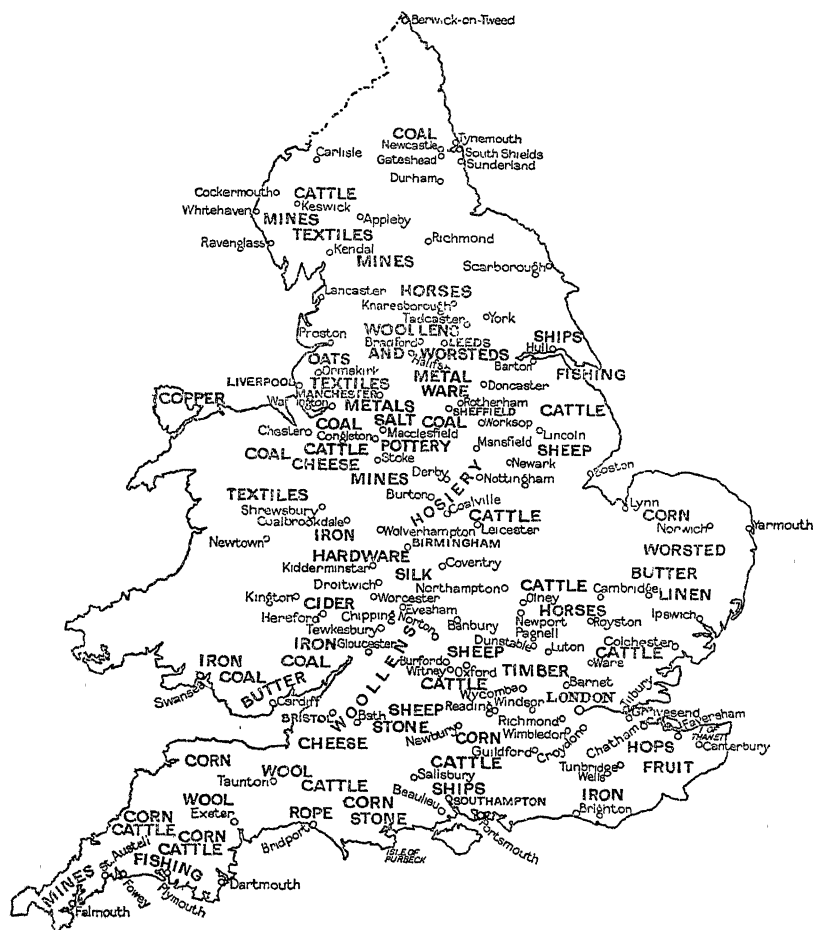 Berwick-on-Tweed
COAL
Tynemouth
Newcastle
South Shields
Gateshead
Sunderland
Carlisle
Durham
Cockermouth
CATTLE
Keswick
Whitehaven
MINES
Appleby
TEXTILES
Richmond
Ravenglass
Kendal
MINES
Scarborough
Lancaster
HORSES
Knaresborough
Tadcaster
York
WOOLLENS
Preston
Bradford
LEEDS
SHIPS
Hull
OATS
AND WORSTEDS
Halifax
Barton
FISHING
Ormskirk
METAL
LIVERPOOL
TEXTILES
WARE
Doncaster
COPPER
MANCHESTER
Warrington
METALS
Rotherham
SHEFFIELD
CATTLE
COAL
SALT
COAL
Worksop
Chester
Congleton
Macclesfield
Lincoln
COAL
CATTLE
POTTERY
Mansfield
SHEEP
CHEESE
Stoke
Newark
Boston
MINES
Derby
Nottingham
TEXTILES
Burton
HOSIERY
Coalville
Lynn
Shrewsbury
CATTLE
CORN
Coalbrookdale
Leicester
Norwich
Yarmouth
IRON
Wolverhampton
Newtown
BIRMINGHAM
WORSTED
HARDWARE
Kidderminster
Coventry
SILK
BUTTER
Droitwich
Northampton
CATTLE
Cambridge
LINEN
Kington
Worcester
Olney
CIDER
Evesham
HORSES
Hereford
Chipping Norton
Newport Pagnell
Royston
Ipswich
Tewkesbury
Banbury
Dunstable
Luton
Colchester
IRON
Gloucester
SHEEP
CATTLE
IRON
COAL
Burford
Ware
COAL
Witney
Oxford
TIMBER
Swansea
WOOLLENS
CATTLE
Wycombe
Barnet
BUTTER
Cardiff
SHEEP
Reading
Windsor
LONDON
Tilbury
BRISTOL
Bath
STONE
Richmond
Gravesend
Faversham
Newbury
CORN
Wimbledon
Chatham
I. OF THANET
CHEESE
Guildford
Croydon
HOPS
Canterbury
CORN
CATTLE
Tunbridge Wells
FRUIT
Taunton
WOOL
CATTLE
Salisbury
WOOL
Beaulieu
SHIPS
SOUTHAMPTON
IRON
CORN
Exeter
ROPE
CORN
STONE
PORT
Brighton
CATTLE
CORN
Bridport
Portsmouth
St. Austell
CATTLE
ISLE OF PURBECK
MINES
FISHING
Dartmouth
Fowey
Plymouth
Falmouth